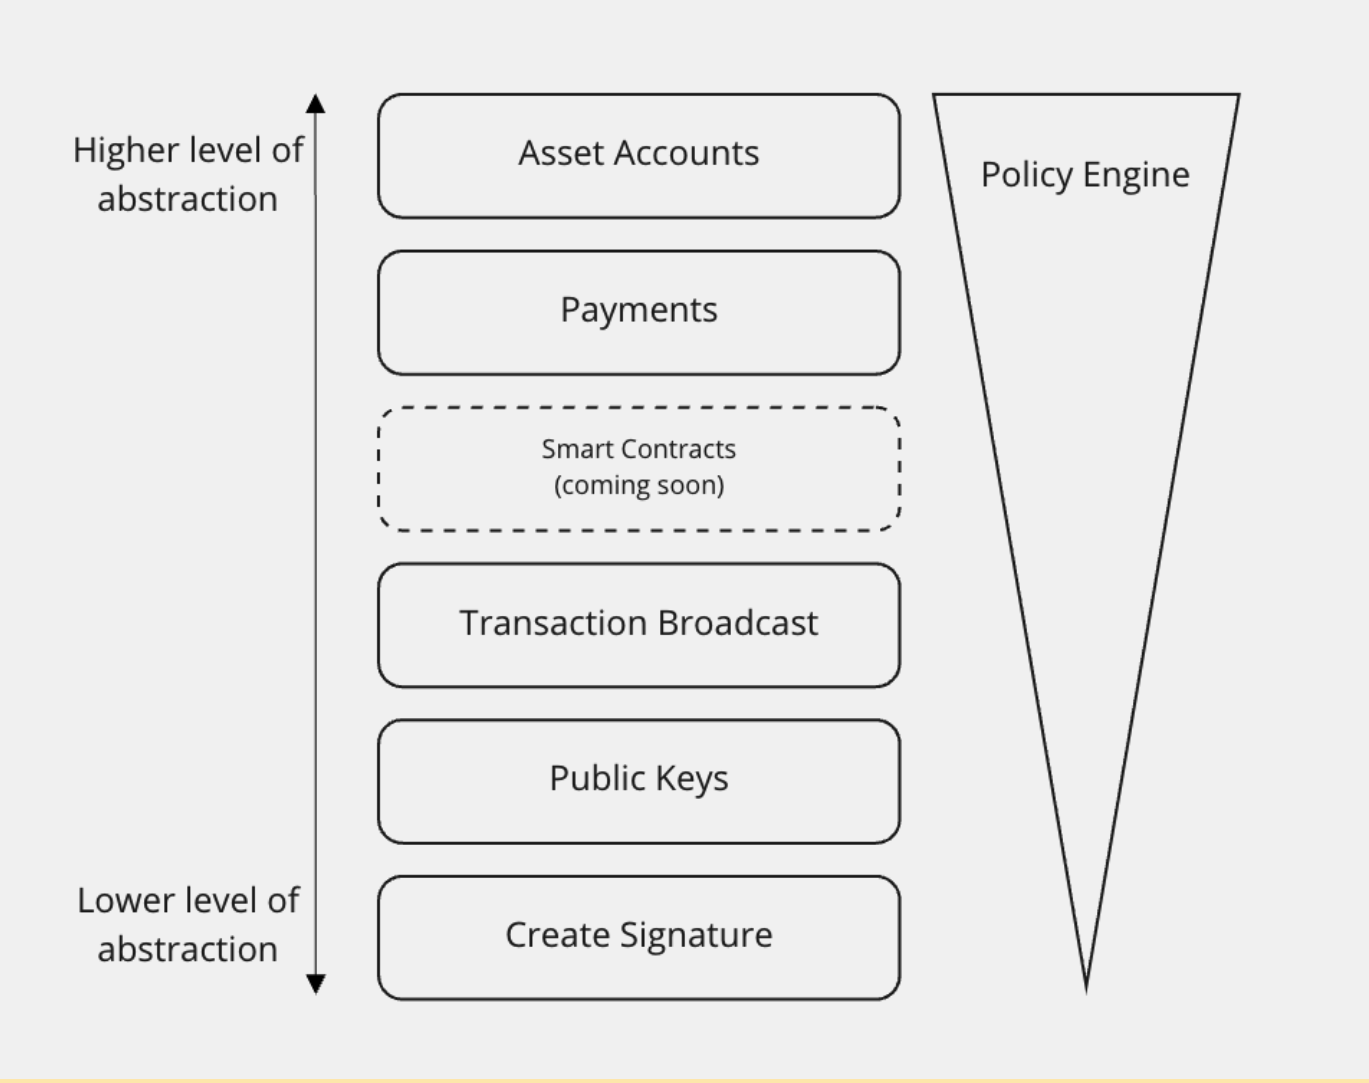 Higher level of
abstraction
Asset Accounts
Policy Engine
Payments
Smart Contracts
(coming soon)
Transaction Broadcast
Public Keys
Lower level of
abstraction
Create Signature